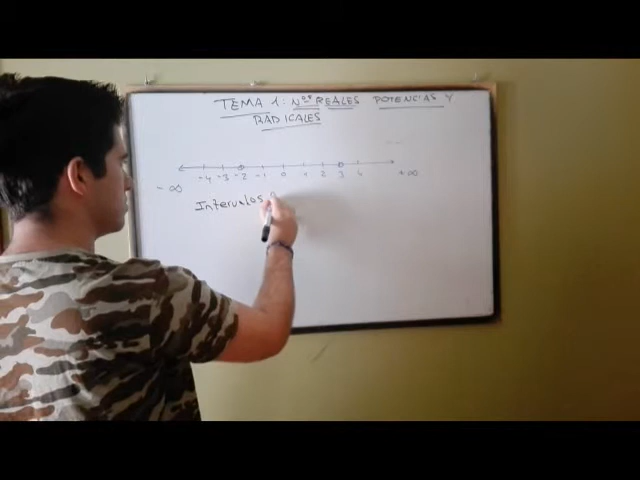 TEMA 1: Nos REALES POTENCIAS Y
RADICALES
-4 -3 -2 -1 0 1 2 3 4
-∞ +∞
Intervalos